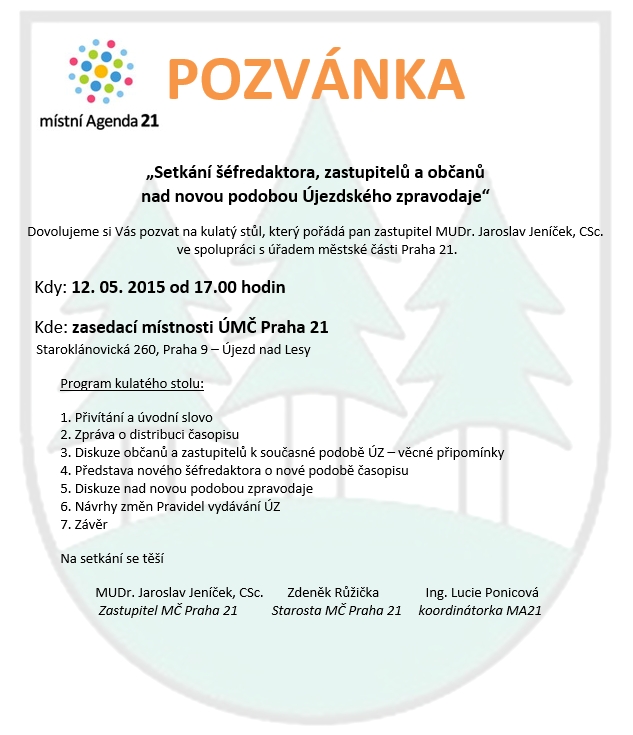 POZVÁNKA
místní Agenda 21
„Setkání šéfredaktora, zastupitelů a občanů
nad novou podobou Újezdského zpravodaje“
Dovolujeme si Vás pozvat na kulatý stůl, který pořádá pan zastupitel MUDr. Jaroslav Jeníček, CSc.
ve spolupráci s úřadem městské části Praha 21.
Kdy: 12. 05. 2015 od 17.00 hodin
Kde: zasedací místnosti ÚMČ Praha 21
Staroklánovická 260, Praha 9 – Újezd nad Lesy
Program kulatého stolu:
1. Přivítání a úvodní slovo
2. Zpráva o distribuci časopisu
3. Diskuze občanů a zastupitelů k současné podobě ÚZ – věcné připomínky
4. Představa nového šéfredaktora o nové podobě časopisu
5. Diskuze nad novou podobou zpravodaje
6. Návrhy změn Pravidel vydávání ÚZ
7. Závěr
Na setkání se těší
MUDr. Jaroslav Jeníček, CSc. Zdeněk Růžička Ing. Lucie Ponicová
Zastupitel MČ Praha 21 Starosta MČ Praha 21 koordinátorka MA21